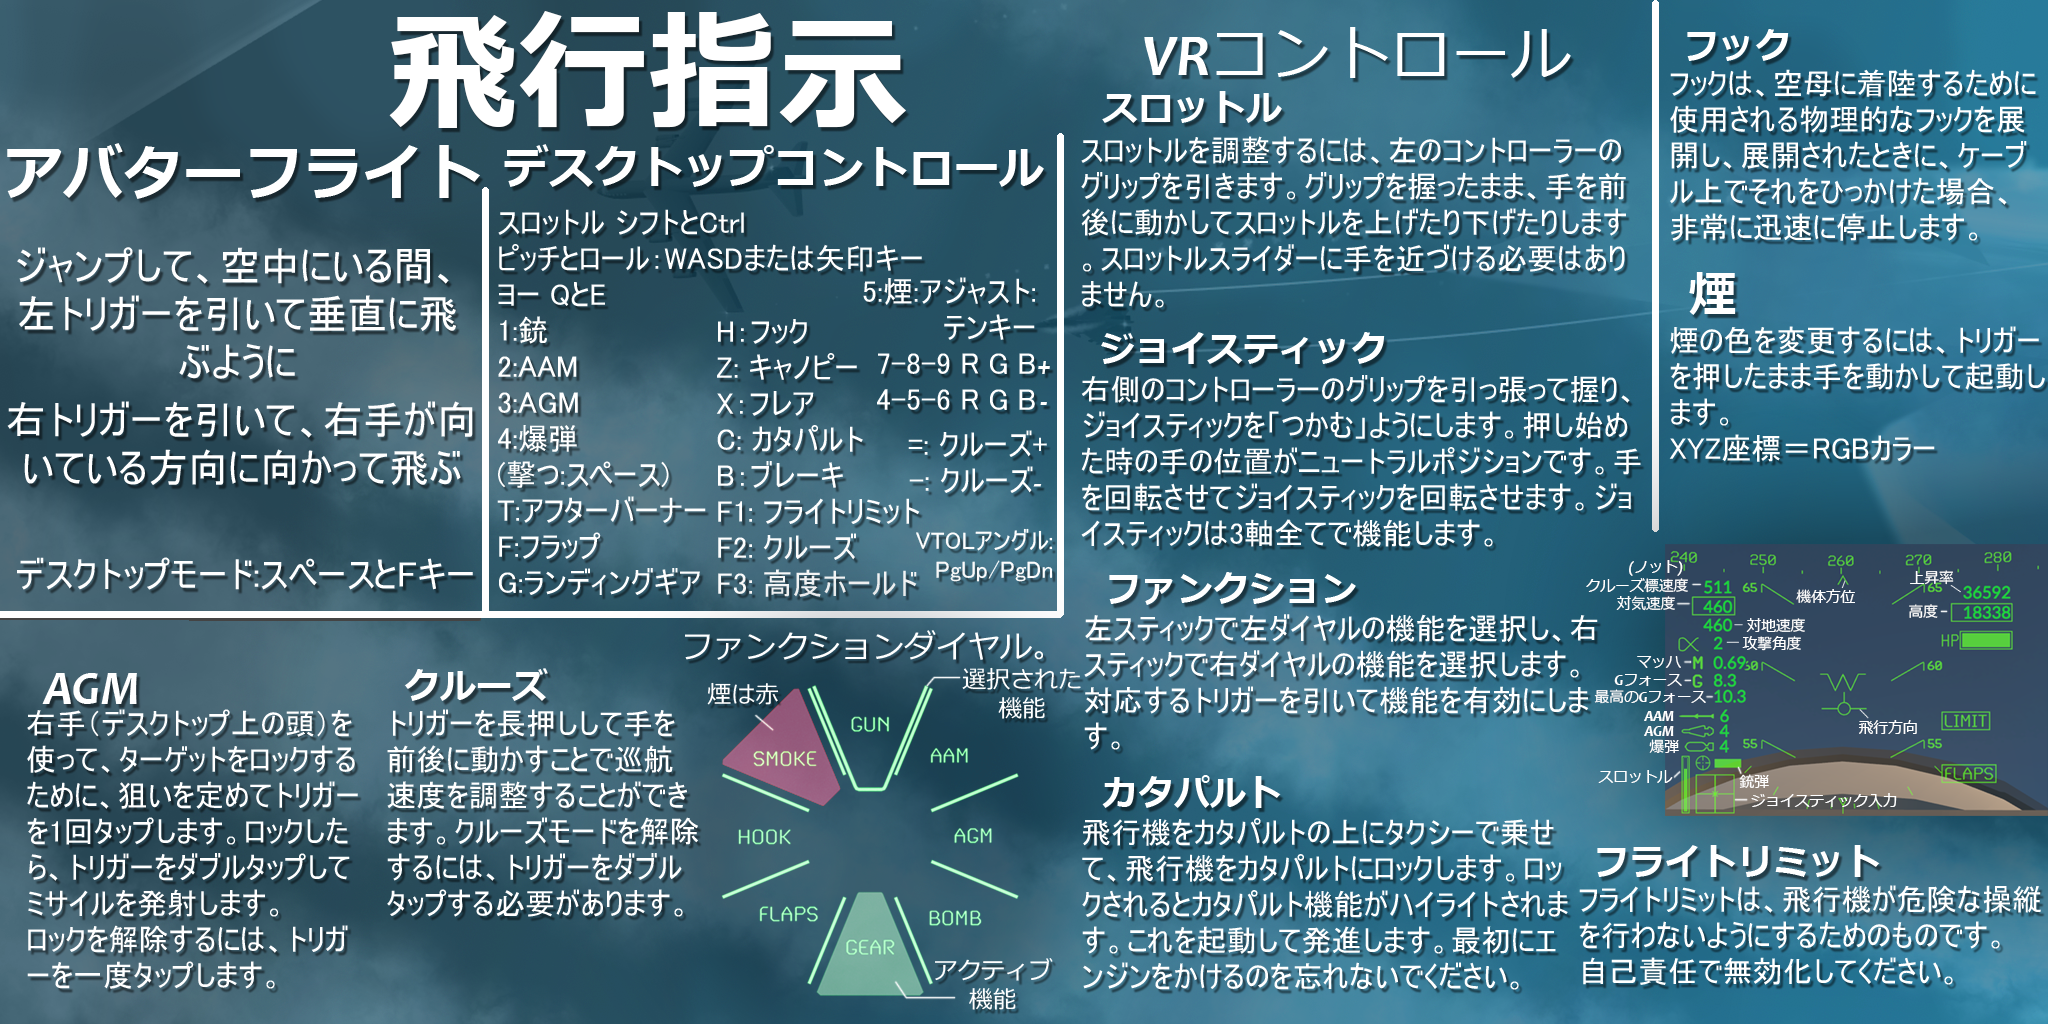 飛行指示
アバターフライト
ジャンプして、空中にいる間、
左トリガーを引いて垂直に飛
ぶように
右トリガーを引いて、右手が向
いている方向に向かって飛ぶ
デスクトップモード:スペースとFキー
デスクトップコントロール
スロットル シフトとCtrl
ピッチとロール:WASDまたは矢印キー
ヨー QとE
1:銃
2:AAM
3:AGM
4:爆弾
(撃つ:スペース)
T:アフターバーナー
F:フラップ
G:ランディングギア
H: フック
Z: キャノピー
X: フレア
C: カタパルト
B: ブレーキ
F1: フライトリミット
F2: クルーズ
F3: 高度ホールド
5:煙:アジャスト:
テンキー
7-8-9 R G B+
4-5-6 R G B-
=: クルーズ+
-: クルーズ-
VTOLアングル:
PgUp/PgDn
VRコントロール
スロットル
スロットルを調整するには、左のコントローラーの
グリップを引きます。グリップを握ったまま、手を前
後に動かしてスロットルを上げたり下げたりします
。スロットルスライダーに手を近づける必要はあり
ません。
ジョイスティック
右側のコントローラーのグリップを引っ張って握り、
ジョイスティックを「つかむ」ようにします。押し始め
た時の手の位置がニュートラルポジションです。手
を回転させてジョイスティックを回転させます。ジョ
イスティックは3軸全てで機能します。
ファンクション
左スティックで左ダイヤルの機能を選択し、右
スティックで右ダイヤルの機能を選択します。
対応するトリガーを引いて機能を有効にしま
す。
カタパルト
飛行機をカタパルトの上にタクシーで乗せ
て、飛行機をカタパルトにロックします。ロッ
クされるとカタパルト機能がハイライトされま
す。これを起動して発進します。最初にエ
ンジンをかけるのを忘れないでください。
フック
フックは、空母に着陸するために
使用される物理的なフックを展
開し、展開されたときに、ケーブ
ル上でそれをひっかけた場合、
非常に迅速に停止します。
煙
煙の色を変更するには、トリガー
を押したまま手を動かして起動し
ます。
XYZ座標=RGBカラー
240 250 260 270 280
(ノット)
クルーズ標速度 511
対気速度 460
460 対地速度
2 攻撃角度
マッハ M 0.69
Gフォース G 8.3
最高のGフォース 10.3
AAM 6
AGM 4
爆弾 4
スロットル
銃弾
ジョイスティック入力
65 65
機体方位
上昇率
36592
高度 18338
HP
50 60
飛行方向
LIMIT
55 55
FLAPS
フライトリミット
フライトリミットは、飛行機が危険な操縦
を行わないようにするためのものです。
自己責任で無効化してください。
AGM
右手(デスクトップ上の頭)を
使って、ターゲットをロックする
ために、狙いを定めてトリガー
を1回タップします。ロックした
ら、トリガーをダブルタップして
ミサイルを発射します。
ロックを解除するには、トリガ
ーを一度タップします。
クルーズ
トリガーを長押しして手を
前後に動かすことで巡航
速度を調整することができ
ます。クルーズモードを解除
するには、トリガーをダブル
タップする必要があります。
ファンクションダイヤル。
煙は赤
選択された
機能
GUN
SMOKE
AAM
HOOK
AGM
FLAPS
BOMB
GEAR
アクティブ
機能